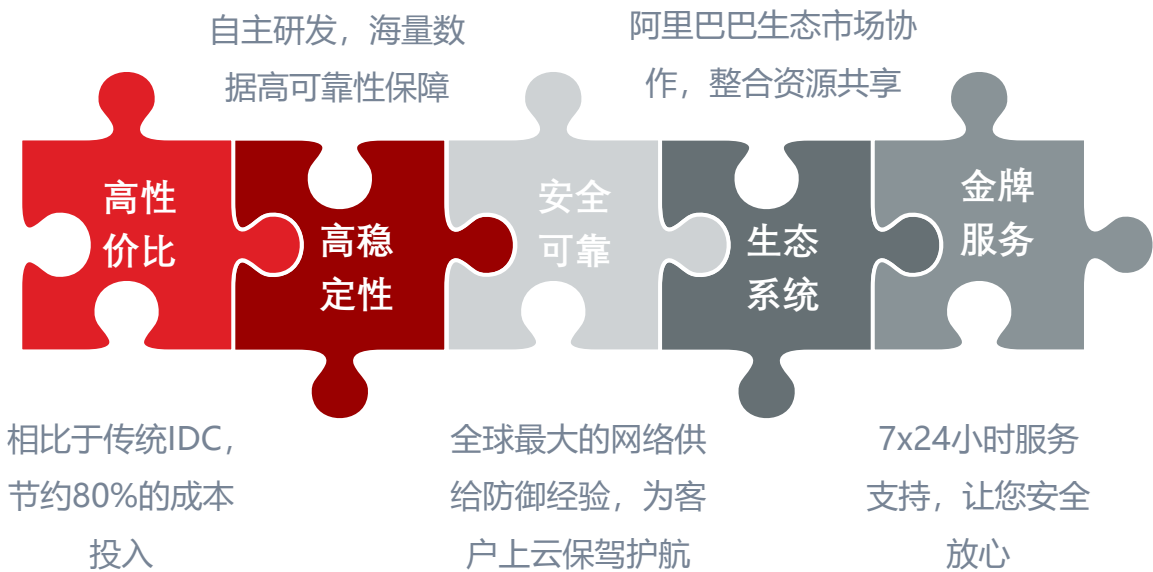 自主研发，海量数
据高可靠性保障
阿里巴巴生态市场协
作，整合资源共享
高性
价比
高稳
定性
安全
可靠
生态
系统
金牌
服务
相比于传统IDC，
节约80%的成本
投入
全球最大的网络供
给防御经验，为客
户上云保驾护航
7x24小时服务
支持，让您安全
放心